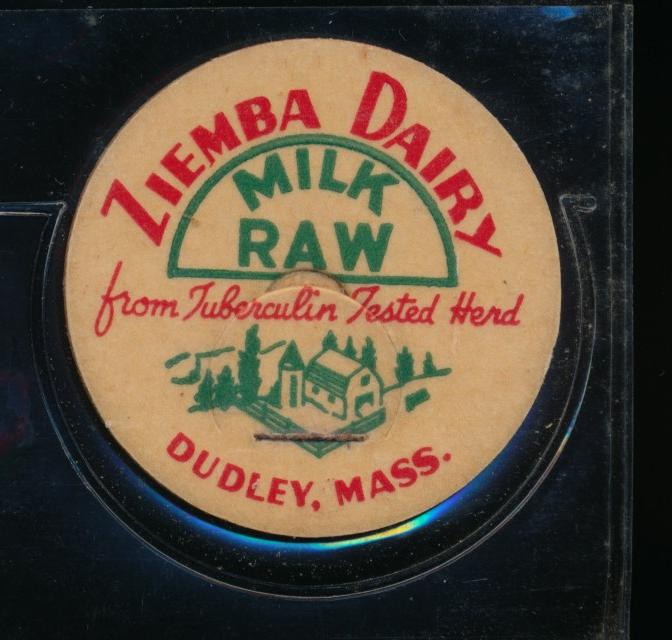 ZIEMBA DAIRY
MILK
RAW
from Tuberculin Tested Herd
DUDLEY, MASS.